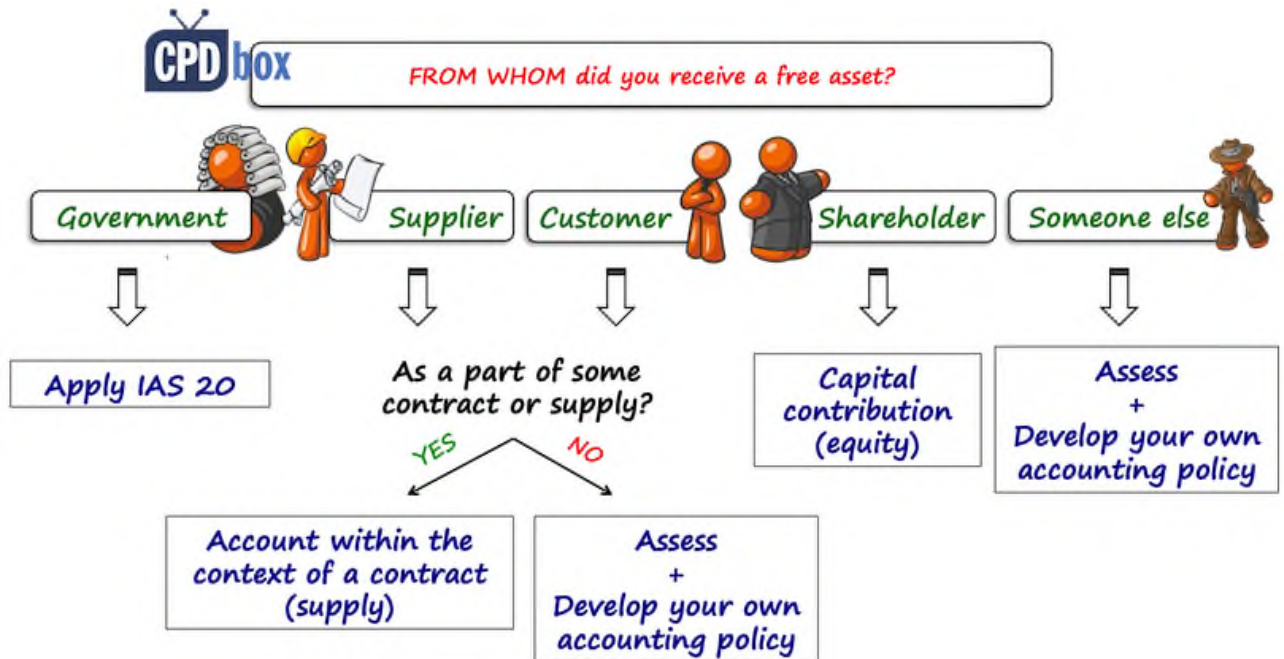 CPD box
FROM WHOM did you receive a free asset?
Government
Supplier
Customer
Shareholder
Someone else
Apply IAS 20
As a part of some
contract or supply?
YES
NO
Capital
contribution
(equity)
Assess
+
Develop your own
accounting policy
Account within the
context of a contract
(supply)
Assess
+
Develop your own
accounting policy